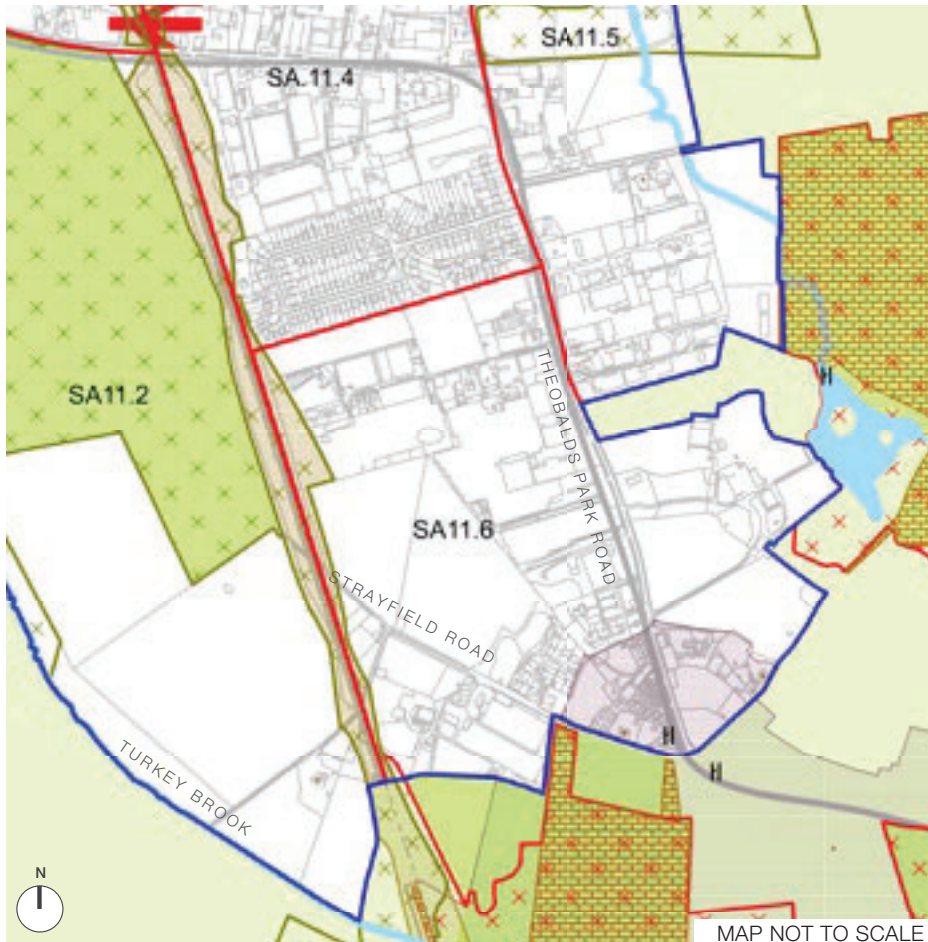 SA11.5
SA.11.4
SA11.2
THEOBALDS PARK ROAD
SA11.6
STRAYFIELD ROAD
H
TURKEY BROOK
H
H
N
MAP NOT TO SCALE